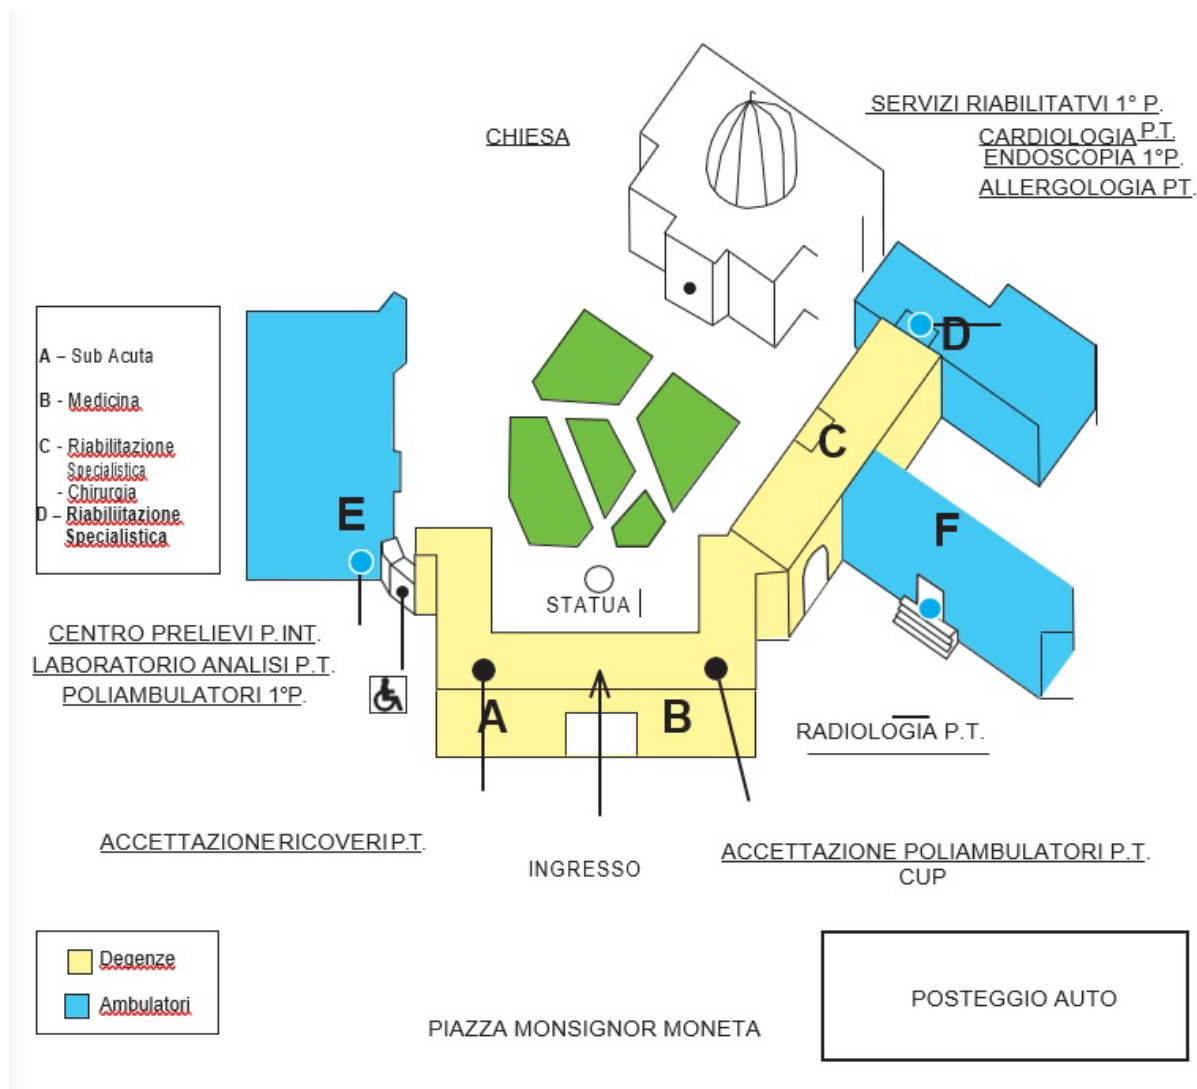 CHIESA
SERVIZI RIABILITATVI 1° P.
CARDIOLOGIA P.T.
ENDOSCOPIA 1°P.
ALLERGOLOGIA PT.
A – Sub Acuta
B - Medicina
C - Riabilitazione
Specialistica
- Chirurgia
D – Riabiliitazione
Specialistica
D
C
E
F
STATUA
CENTRO PRELIEVI P.INT.
LABORATORIO ANALISI P.T.
POLIAMBULATORI 1°P.
A
B
RADIOLOGIA P.T.
ACCETTAZIONE RICOVERI P.T.
INGRESSO
ACCETTAZIONE POLIAMBULATORI P.T.
CUP
Degenze
Ambulatori
PIAZZA MONSIGNOR MONETA
POSTEGGIO AUTO